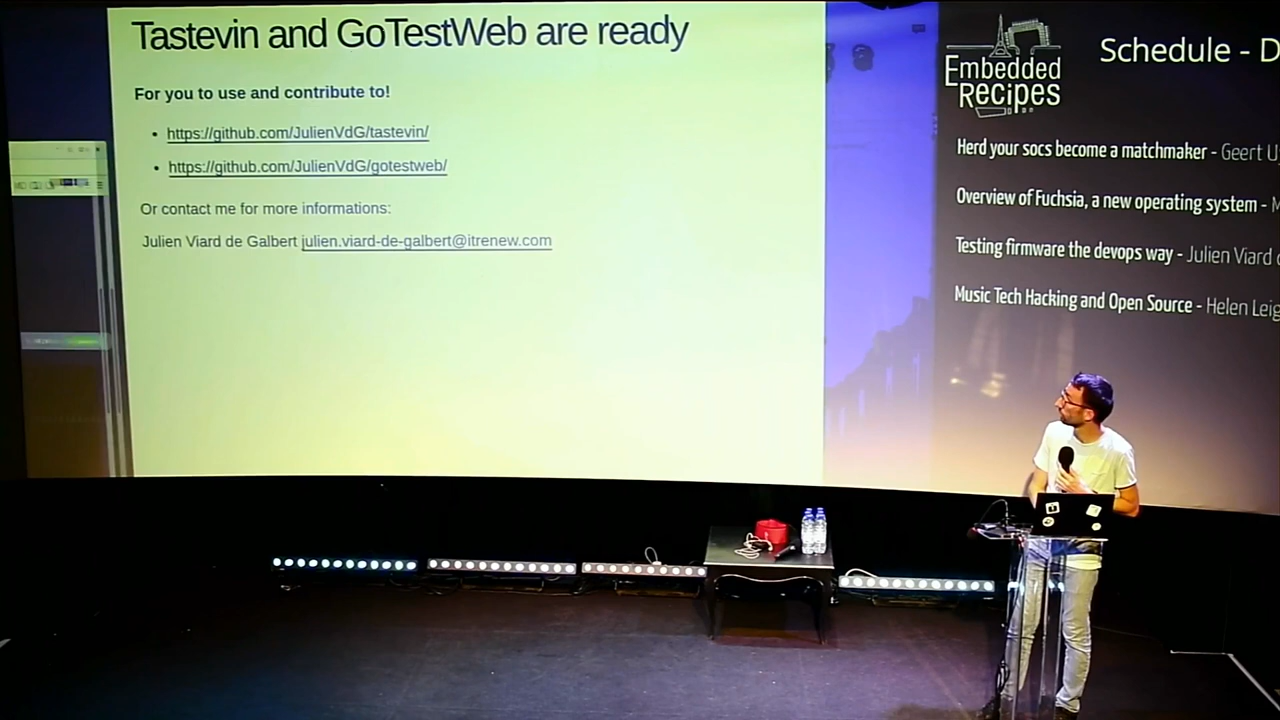 Tastevin and GoTestWeb are ready
For you to use and contribute to!
• https://github.com/JulienVdG/tastevin/
• https://github.com/JulienVdG/gotestweb/
Or contact me for more informations:
Julien Viard de Galbert julien.viard-de-galbert@itrenew.com
Embedded
Recipes
Schedule - D
Herd your socs become a matchmaker - Geert U
Overview of Fuchsia, a new operating system - M
Testing firmware the devops way - Julien Viard d
Music Tech Hacking and Open Source - Helen Leig